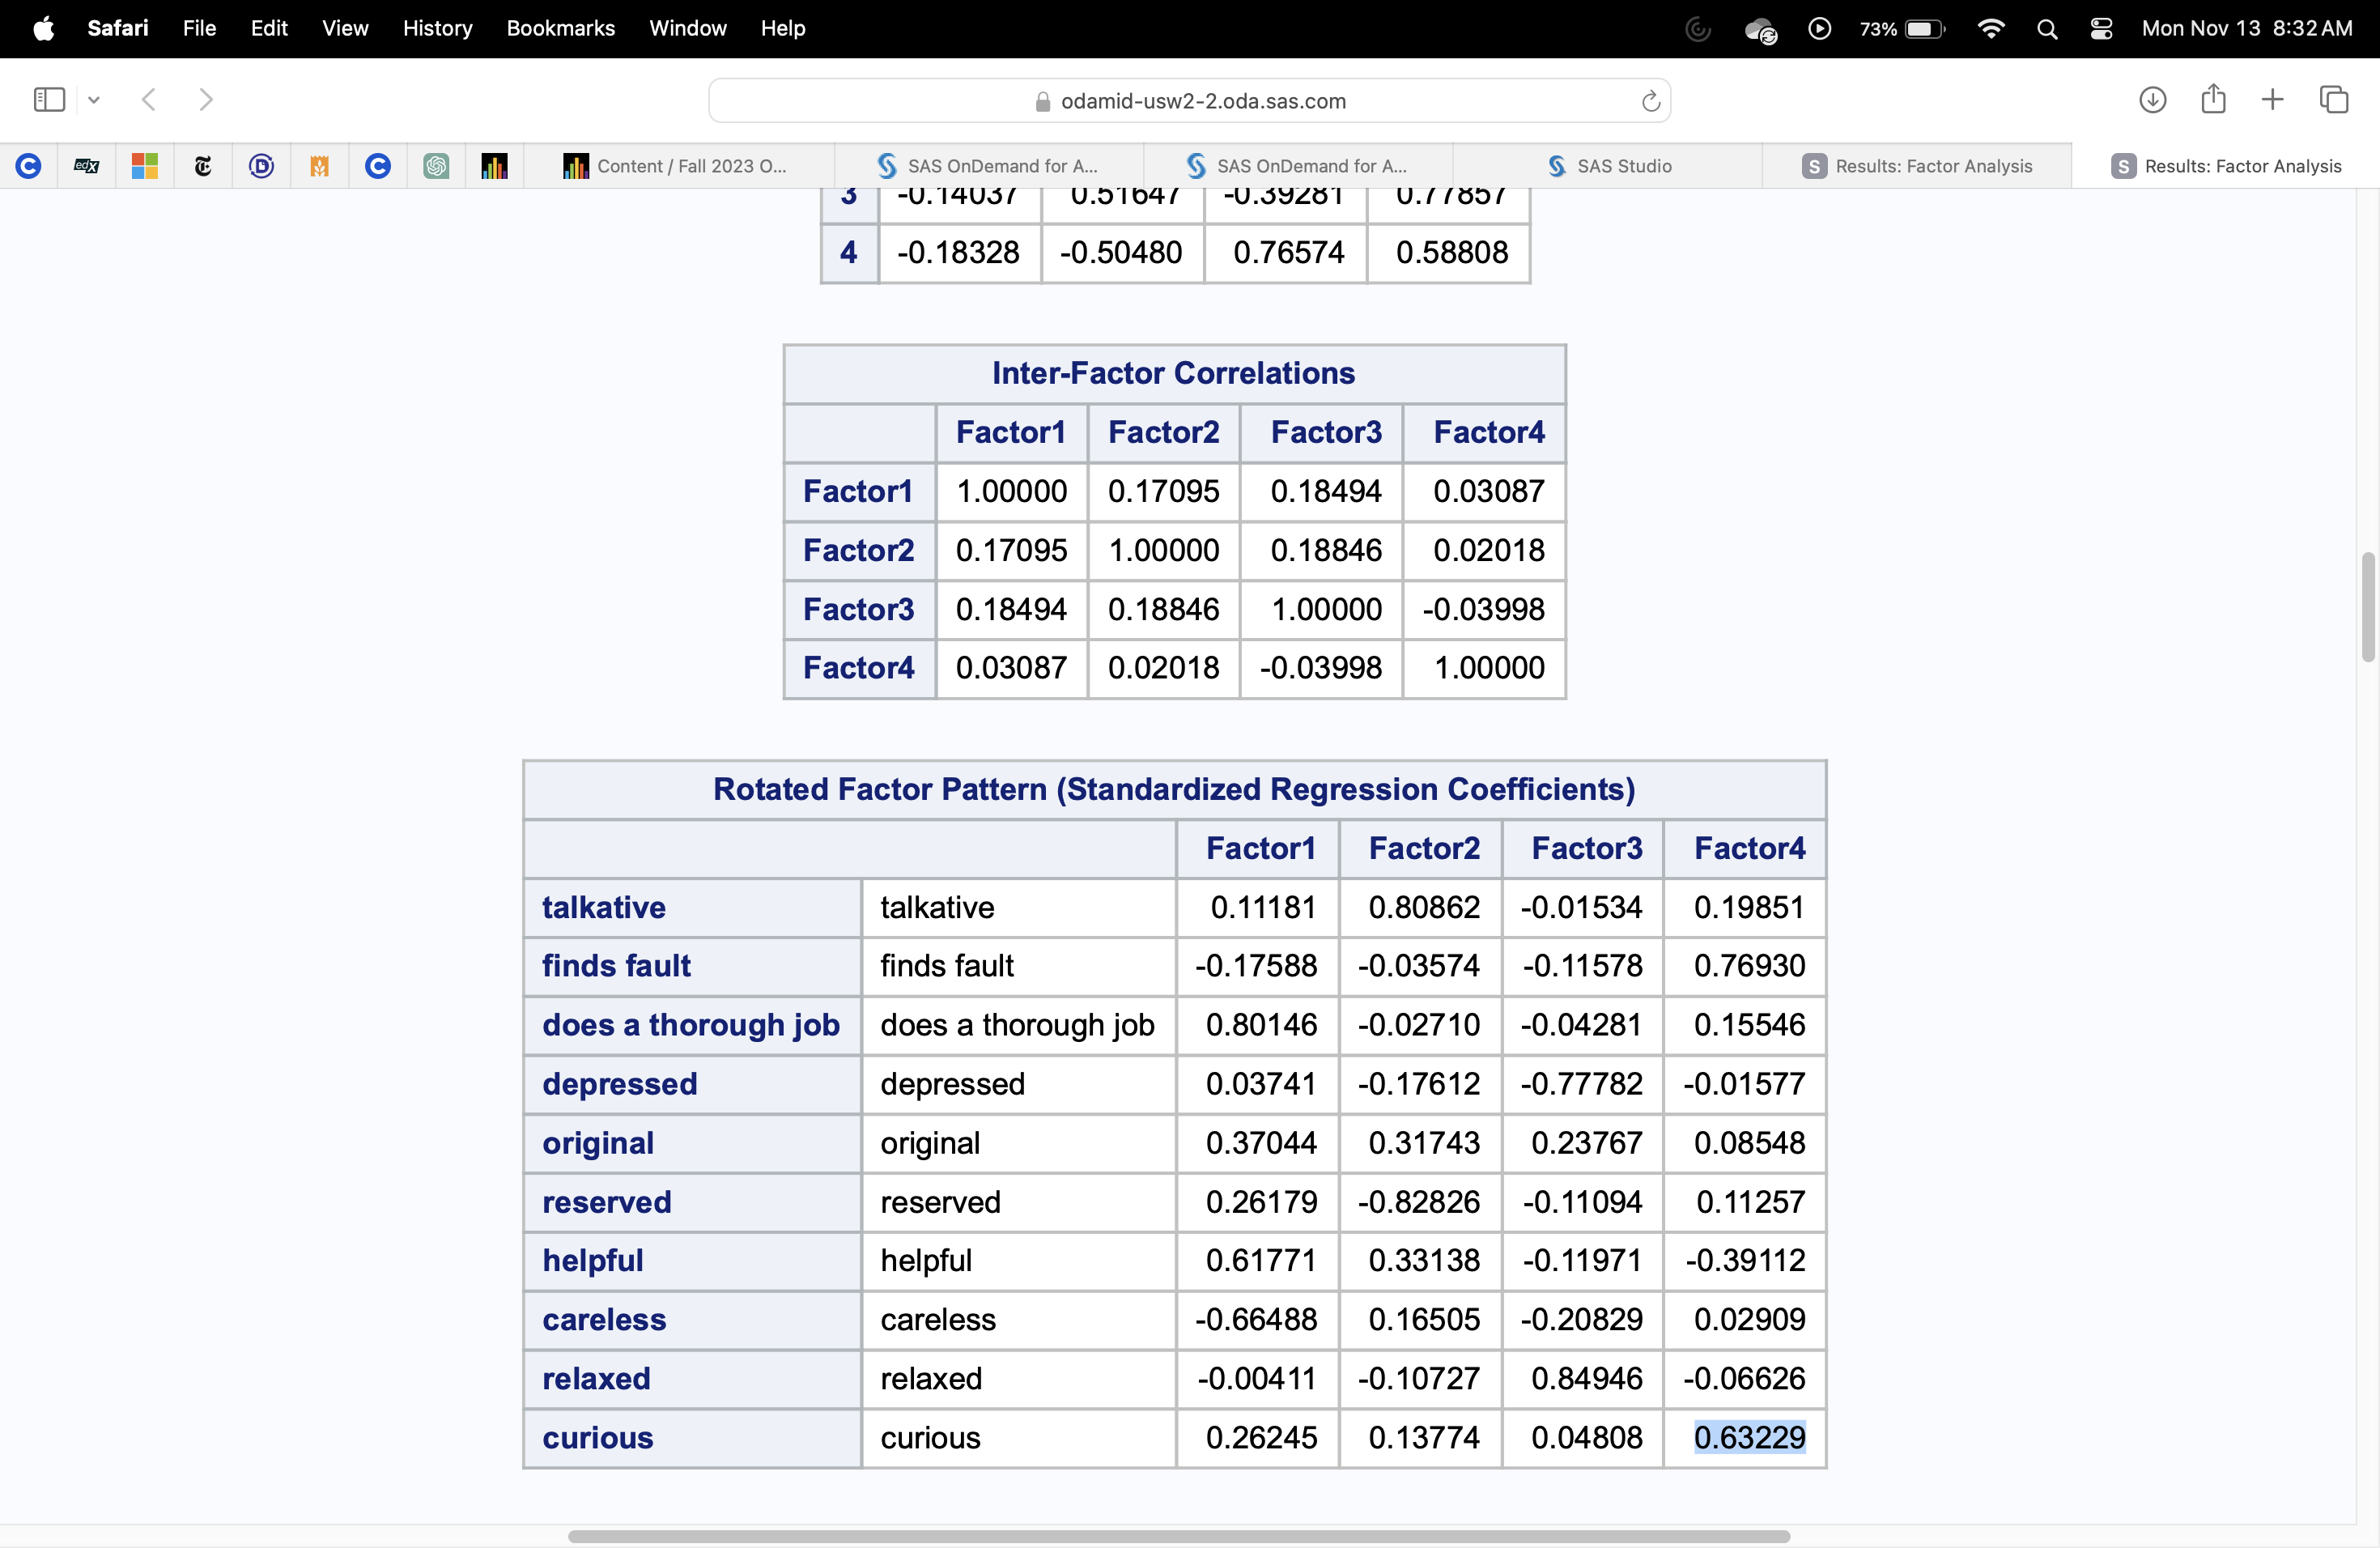 Safari File Edit View History Bookmarks Window Help 73% Mon Nov 13 8:32 AM
odamid-usw2-2.oda.sas.com
edX Content / Fall 2023 O... SAS OnDemand for A... SAS OnDemand for A... SAS Studio S Results: Factor Analysis S Results: Factor Analysis
3 -0.14037 0.51647 -0.39281 0.77857
4 -0.18328 -0.50480 0.76574 0.58808
Inter-Factor Correlations
Factor1 Factor2 Factor3 Factor4
Factor1 1.00000 0.17095 0.18494 0.03087
Factor2 0.17095 1.00000 0.18846 0.02018
Factor3 0.18494 0.18846 1.00000 -0.03998
Factor4 0.03087 0.02018 -0.03998 1.00000
Rotated Factor Pattern (Standardized Regression Coefficients)
Factor1 Factor2 Factor3 Factor4
talkative talkative 0.11181 0.80862 -0.01534 0.19851
finds fault finds fault -0.17588 -0.03574 -0.11578 0.76930
does a thorough job does a thorough job 0.80146 -0.02710 -0.04281 0.15546
depressed depressed 0.03741 -0.17612 -0.77782 -0.01577
original original 0.37044 0.31743 0.23767 0.08548
reserved reserved 0.26179 -0.82826 -0.11094 0.11257
helpful helpful 0.61771 0.33138 -0.11971 -0.39112
careless careless -0.66488 0.16505 -0.20829 0.02909
relaxed relaxed -0.00411 -0.10727 0.84946 -0.06626
curious curious 0.26245 0.13774 0.04808 0.63229